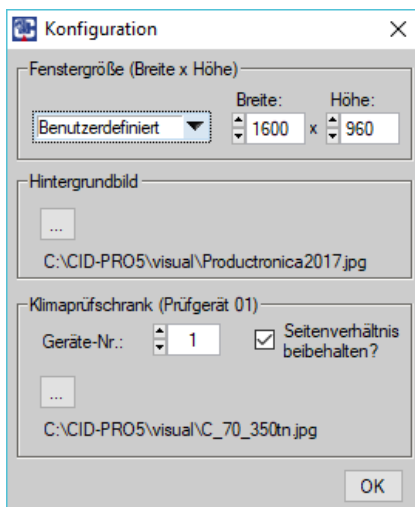 Konfiguration
Fenstergröße (Breite x Höhe)
Breite: Höhe:
Benutzerdefiniert 1600 x 960
Hintergrundbild
...
C:\CID-PRO5\visual\Productronica2017.jpg
Klimaprüfschrank (Prüfgerät 01)
Geräte-Nr.: 1 Seitenverhältnis
beibehalten?
...
C:\CID-PRO5\visual\C_70_350tn.jpg
OK